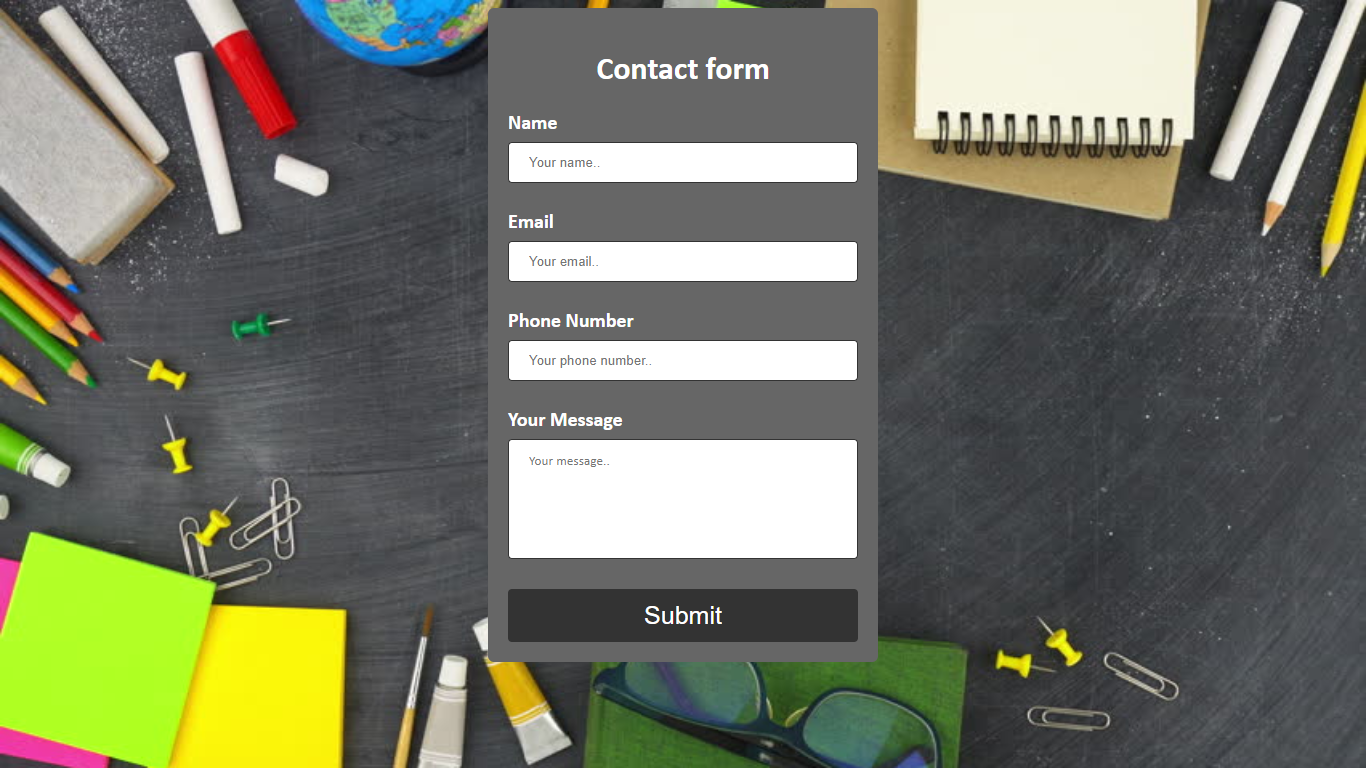 Contact form
Name
Your name..
Email
Your email..
Phone Number
Your phone number..
Your Message
Your message..
Submit